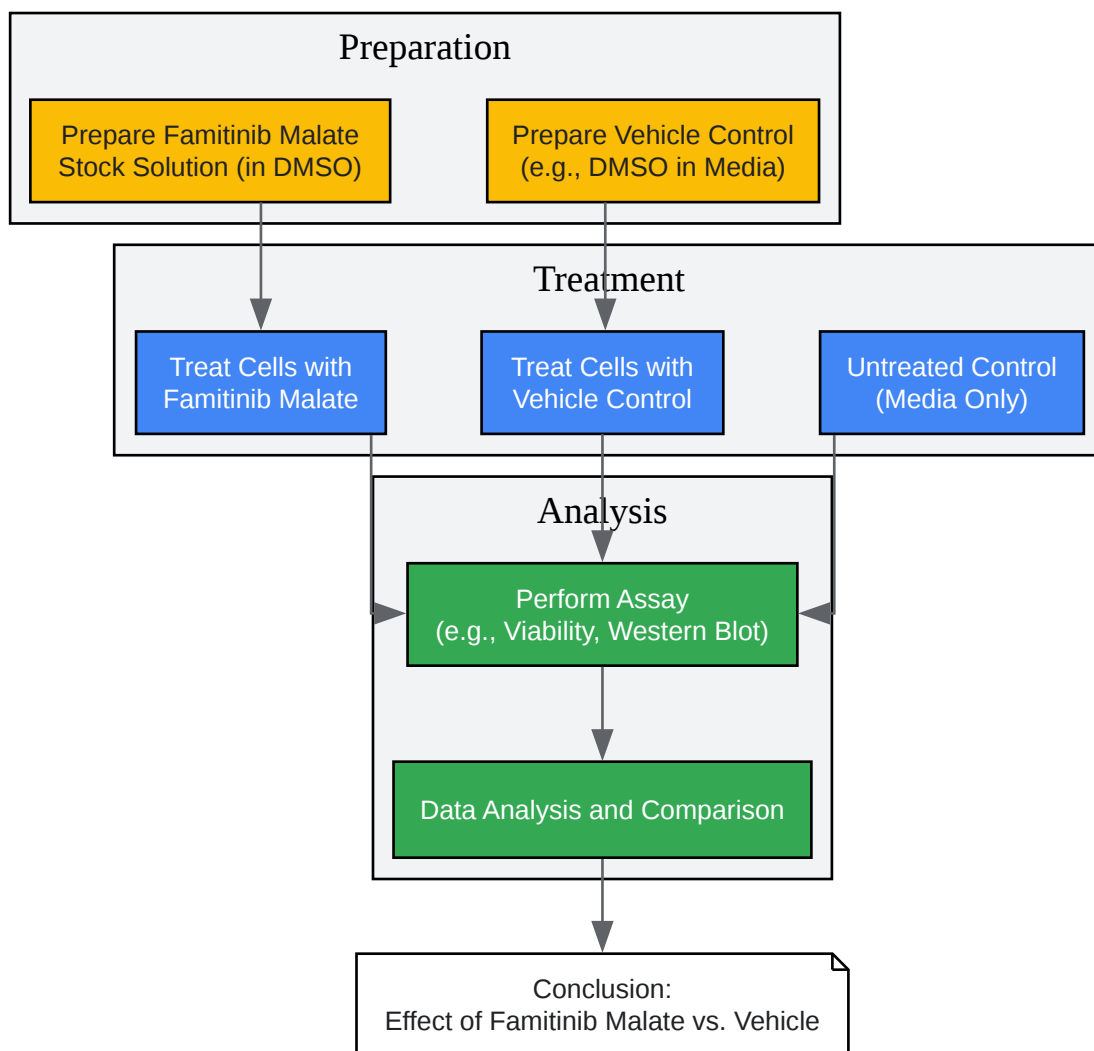 Preparation
Prepare Famitinib Malate
Stock Solution (in DMSO)
Prepare Vehicle Control
(e.g., DMSO in Media)
Treatment
Treat Cells with
Famitinib Malate
Treat Cells with
Vehicle Control
Untreated Control
(Media Only)
Analysis
Perform Assay
(e.g., Viability, Western Blot)
Data Analysis and Comparison
Conclusion:
Effect of Famitinib Malate vs. Vehicle